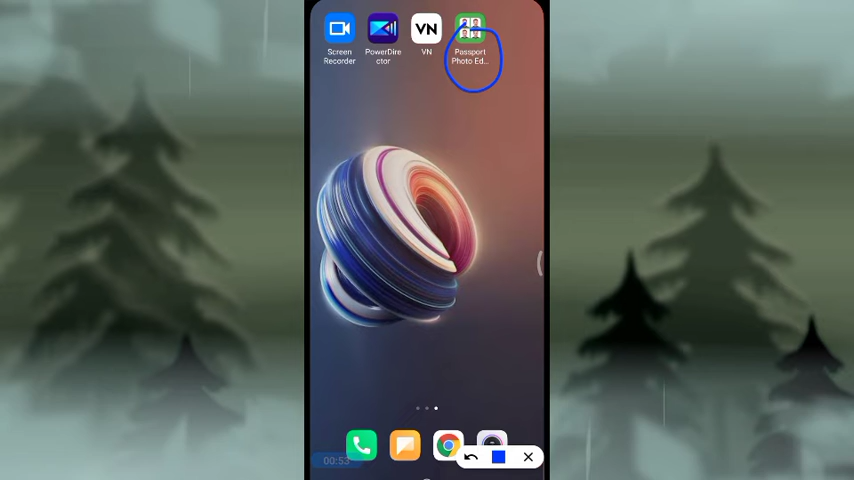 VN
Screen
Recorder
PowerDire
ctor
VN
Passport
Photo Ed...
00:53